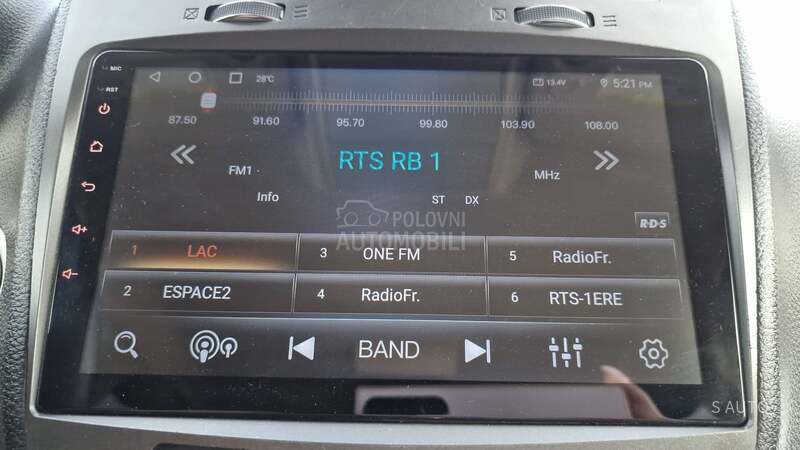 MIC
28°C
13.4V
5:21 PM
RST
87.50 91.60 95.70 99.80 103.90 108.00
RTS RB 1
FM1
MHz
Info
ST DX
R·D·S
POLOVNI
AUTOMOBILI
1 LAC
3 ONE FM
5 RadioFr.
2 ESPACE2
4 RadioFr.
6 RTS-1ERE
BAND
S AUTO